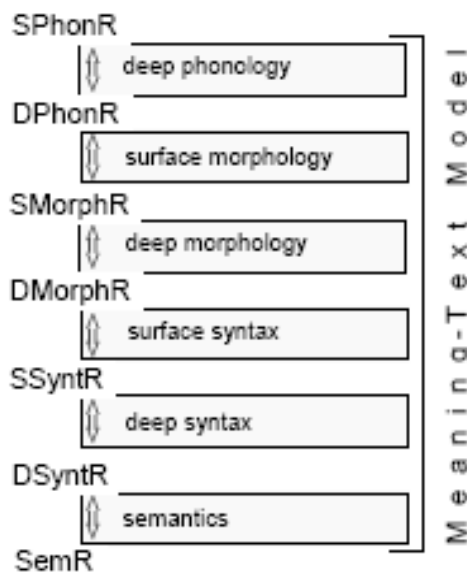 SPhonR
deep phonology
DPhonR
surface morphology
SMorphR
deep morphology
DMorphR
surface syntax
SSyntR
deep syntax
DSyntR
semantics
SemR
Meaning-Text Model